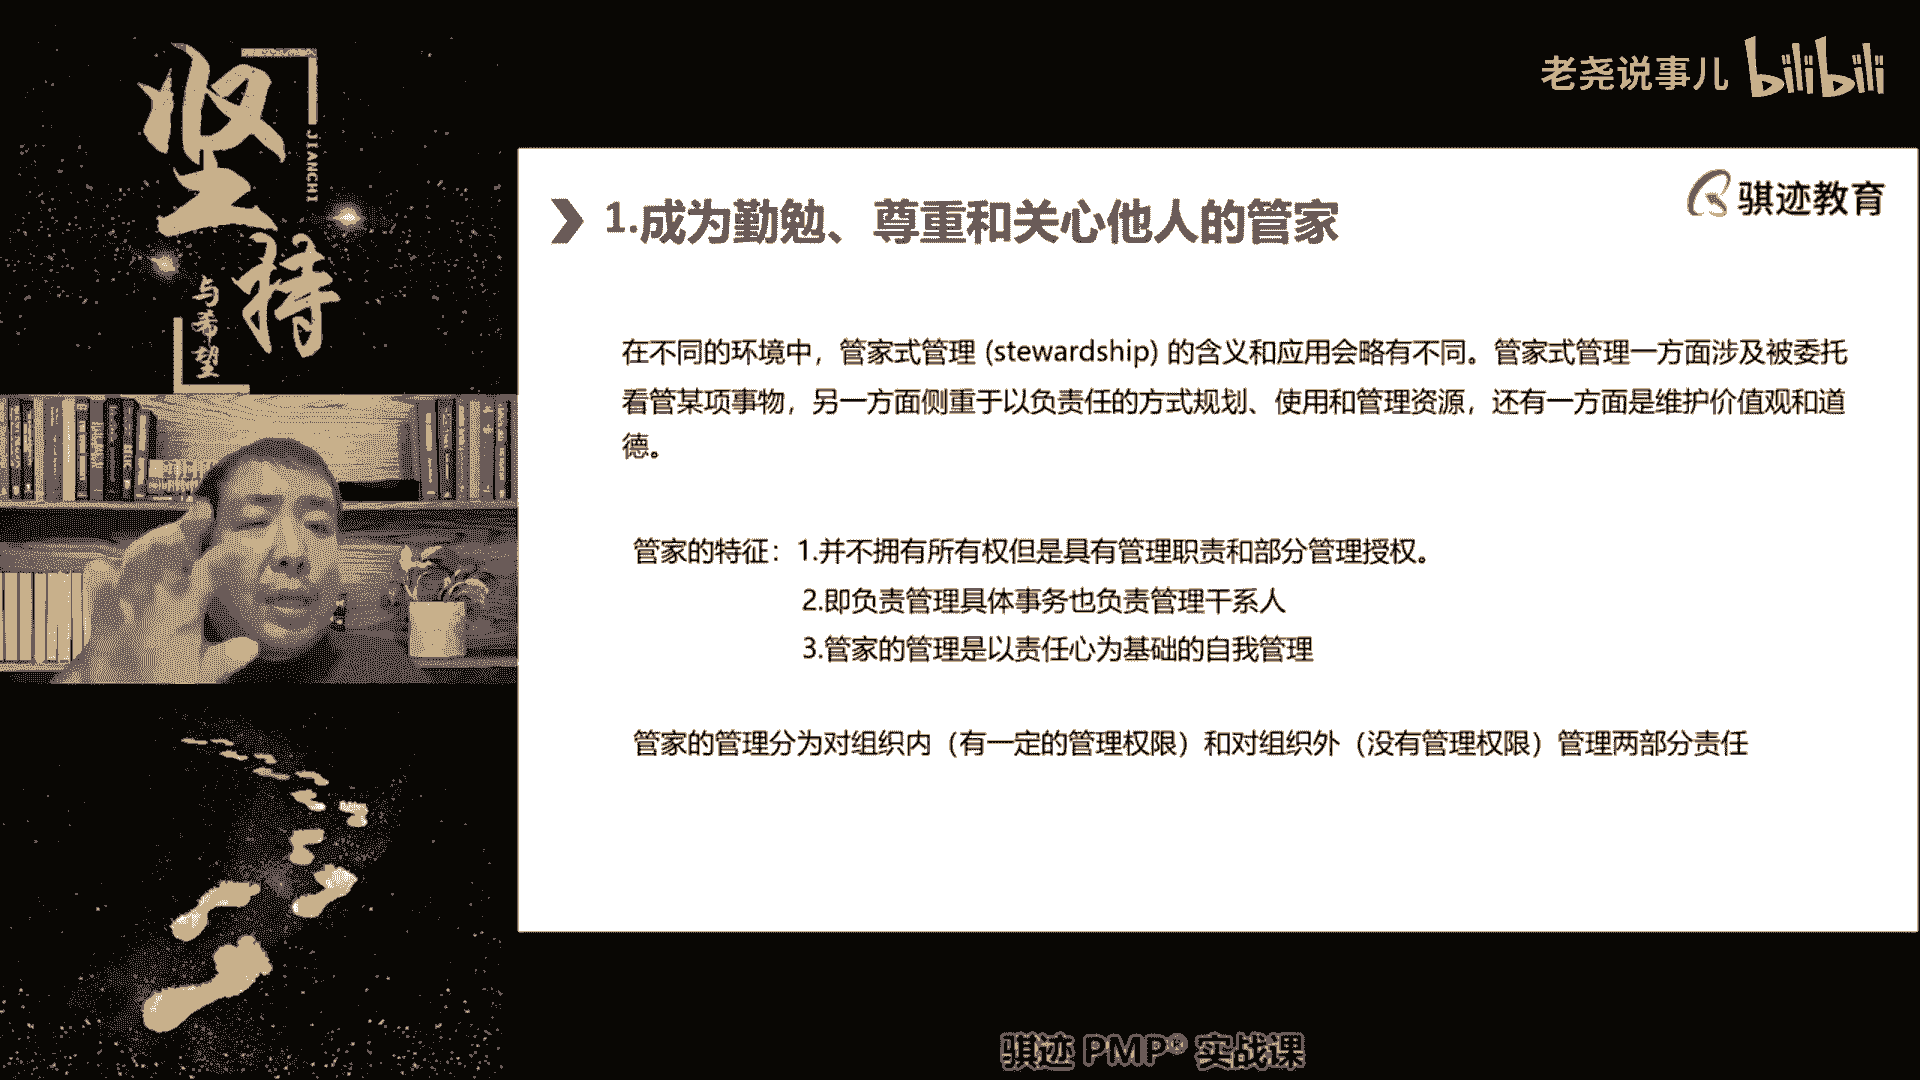 坚持
JIANCHI
与希望
老尧说事儿 bilibili
骐迹教育
1.成为勤勉、尊重和关心他人的管家
在不同的环境中，管家式管理 (stewardship) 的含义和应用会略有不同。管家式管理一方面涉及被委托
看管某项事物，另一方面侧重于以负责任的方式规划、使用和管理资源，还有一方面是维护价值观和道
德。
管家的特征：1.并不拥有所有权但是具有管理职责和部分管理授权。
2.即负责管理具体事务也负责管理干系人
3.管家的管理是以责任心为基础的自我管理
管家的管理分为对组织内（有一定的管理权限）和对组织外（没有管理权限）管理两部分责任
骐迹 PMP® 实战课